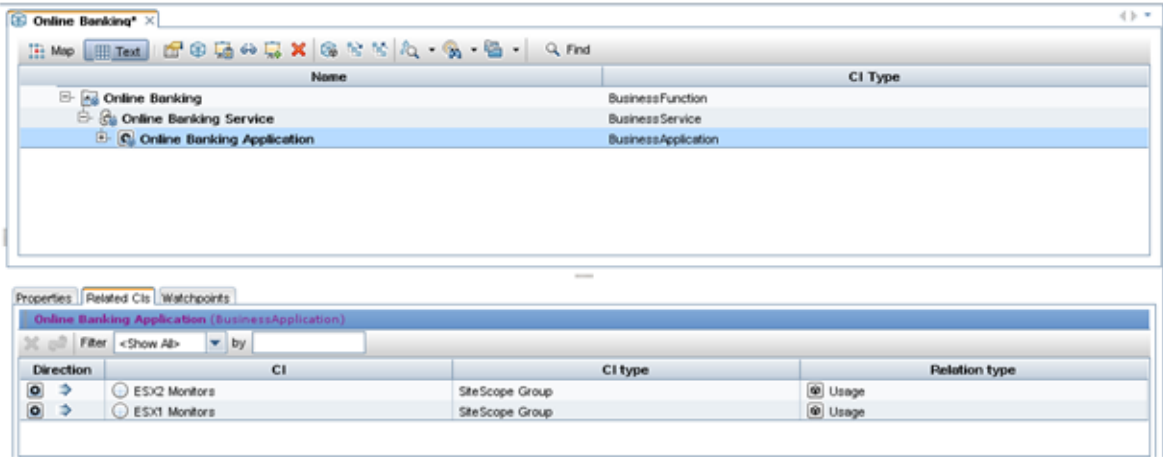 Online Banking*
Map Text Find
Name CI Type
Online Banking BusinessFunction
Online Banking Service BusinessService
Online Banking Application BusinessApplication
Properties Related CIs Watchpoints
Online Banking Application (BusinessApplication)
Filter <Show All> by
Direction CI CI type Relation type
ESX2 Monitors SiteScope Group Usage
ESX1 Monitors SiteScope Group Usage